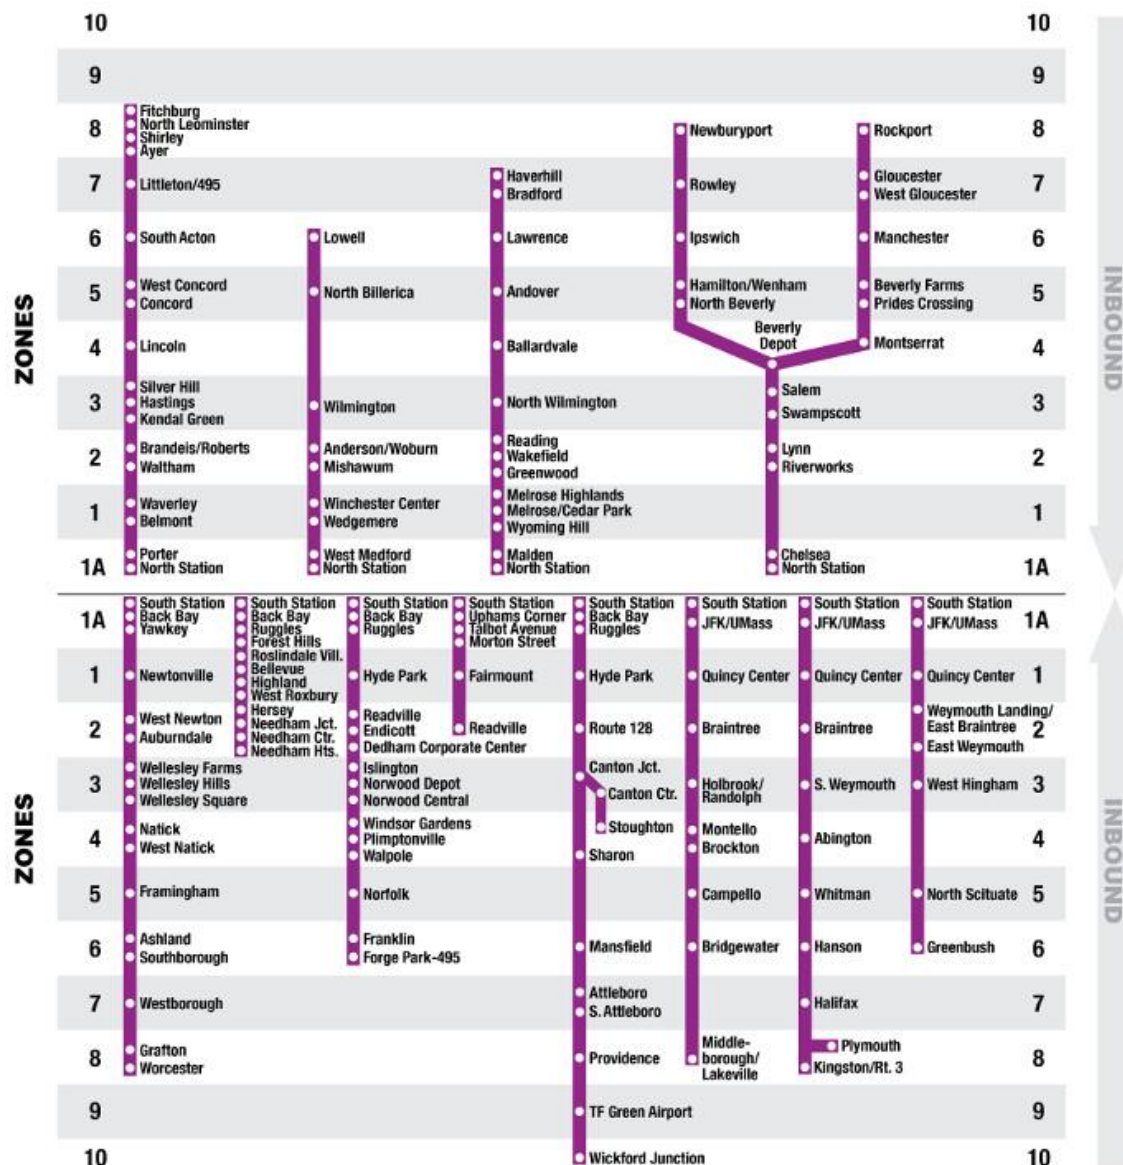 10 10
9 9
Fitchburg
North Leominster
8 Shirley Newburyport Rockport 8
Ayer
Haverhill Gloucester
7 Littleton/495 Bradford Rowley West Gloucester 7
6 South Acton Lowell Lawrence Ipswich Manchester 6
West Concord Hamilton/Wenham Beverly Farms
5 Concord North Billerica Andover North Beverly Prides Crossing 5
Beverly
Depot
4 Lincoln Ballardvale Montserrat 4
Silver Hill Salem
3 Hastings Wilmington North Wilmington Swampscott 3
Kendal Green
Reading
2 Brandeis/Roberts Anderson/Woburn Wakefield Lynn 2
Waltham Mishawum Greenwood Riverworks
Melrose Highlands
1 Waverley Winchester Center Melrose/Cedar Park 1
Belmont Wedgemere Wyoming Hill
Porter West Medford Malden Chelsea
1A North Station North Station North Station North Station 1A
ZONES
INBOUND
South Station South Station South Station South Station South Station South Station South Station South Station
1A Back Bay Back Bay Back Bay Uphams Corner Back Bay JFK/UMass JFK/UMass JFK/UMass 1A
Yawkey Ruggles Ruggles Talbot Avenue Ruggles
Forest Hills Morton Street
Roslindale Vill.
Bellevue
1 Newtonville Highland Hyde Park Fairmount Hyde Park Quincy Center Quincy Center Quincy Center 1
West Roxbury
Hersey Readville Weymouth Landing/
West Newton Needham Jct. Endicott East Braintree
2 Auburndale Needham Ctr. Dedham Corporate Center Readville Route 128 Braintree Braintree East Weymouth 2
Needham Hts.
Wellesley Farms Islington Canton Jct.
3 Wellesley Hills Norwood Depot Canton Ctr. Holbrook/ S. Weymouth West Hingham 3
Wellesley Square Norwood Central Randolph
Natick Windsor Gardens Stoughton Montello
4 West Natick Plimptonville Brockton Abington 4
Walpole Sharon
5 Framingham Norfolk Campello Whitman North Scituate 5
Ashland Franklin
6 Southborough Forge Park-495 Mansfield Bridgewater Hanson Greenbush 6
Attleboro
7 Westborough S. Attleboro Halifax 7
Grafton Middle- Plymouth
8 Worcester Providence borough/ Kingston/Rt. 3 8
Lakeville
9 TF Green Airport 9
10 Wickford Junction 10
ZONES
INBOUND